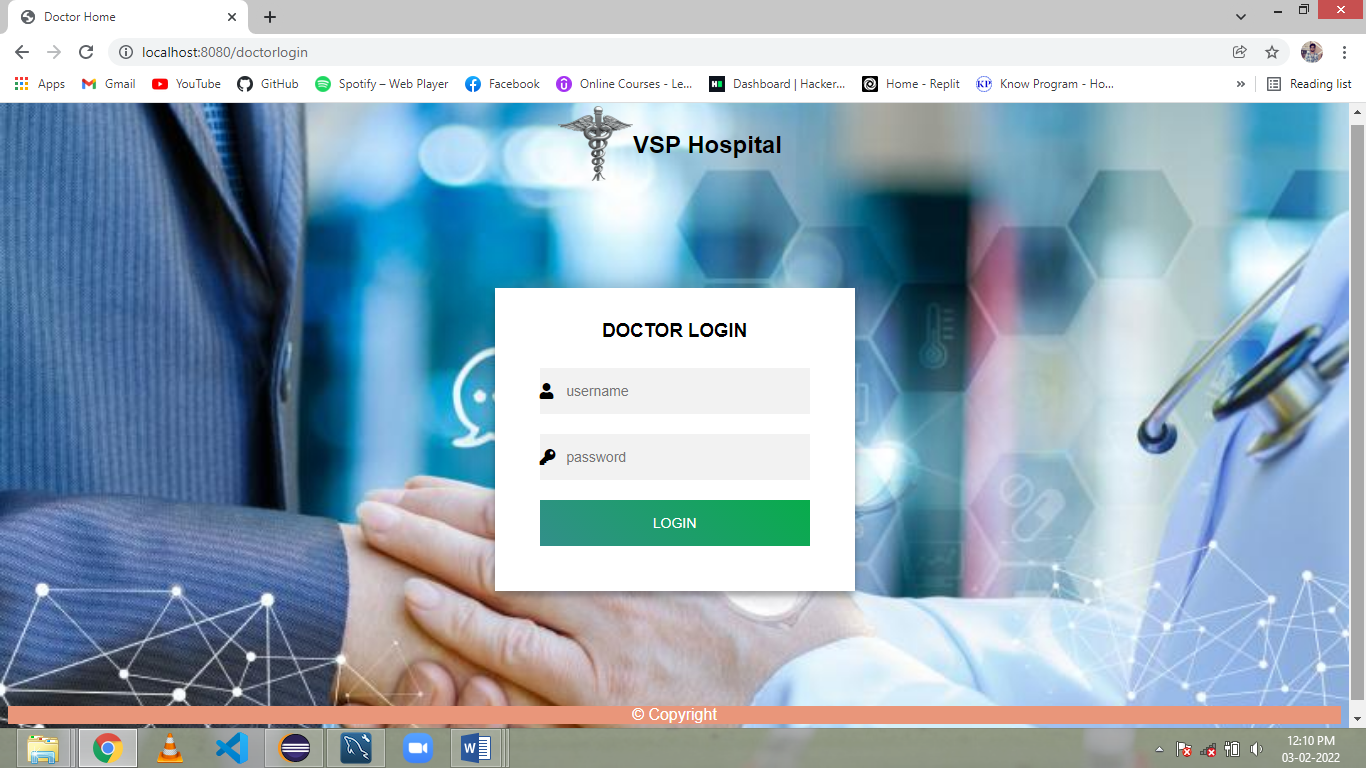 Doctor Home
localhost:8080/doctorlogin
Apps Gmail YouTube GitHub Spotify – Web Player Facebook Online Courses - Le... Dashboard | Hacker... Home - Replit KP Know Program - Ho... » Reading list
VSP Hospital
DOCTOR LOGIN
username
password
LOGIN
© Copyright
12:10 PM
03-02-2022